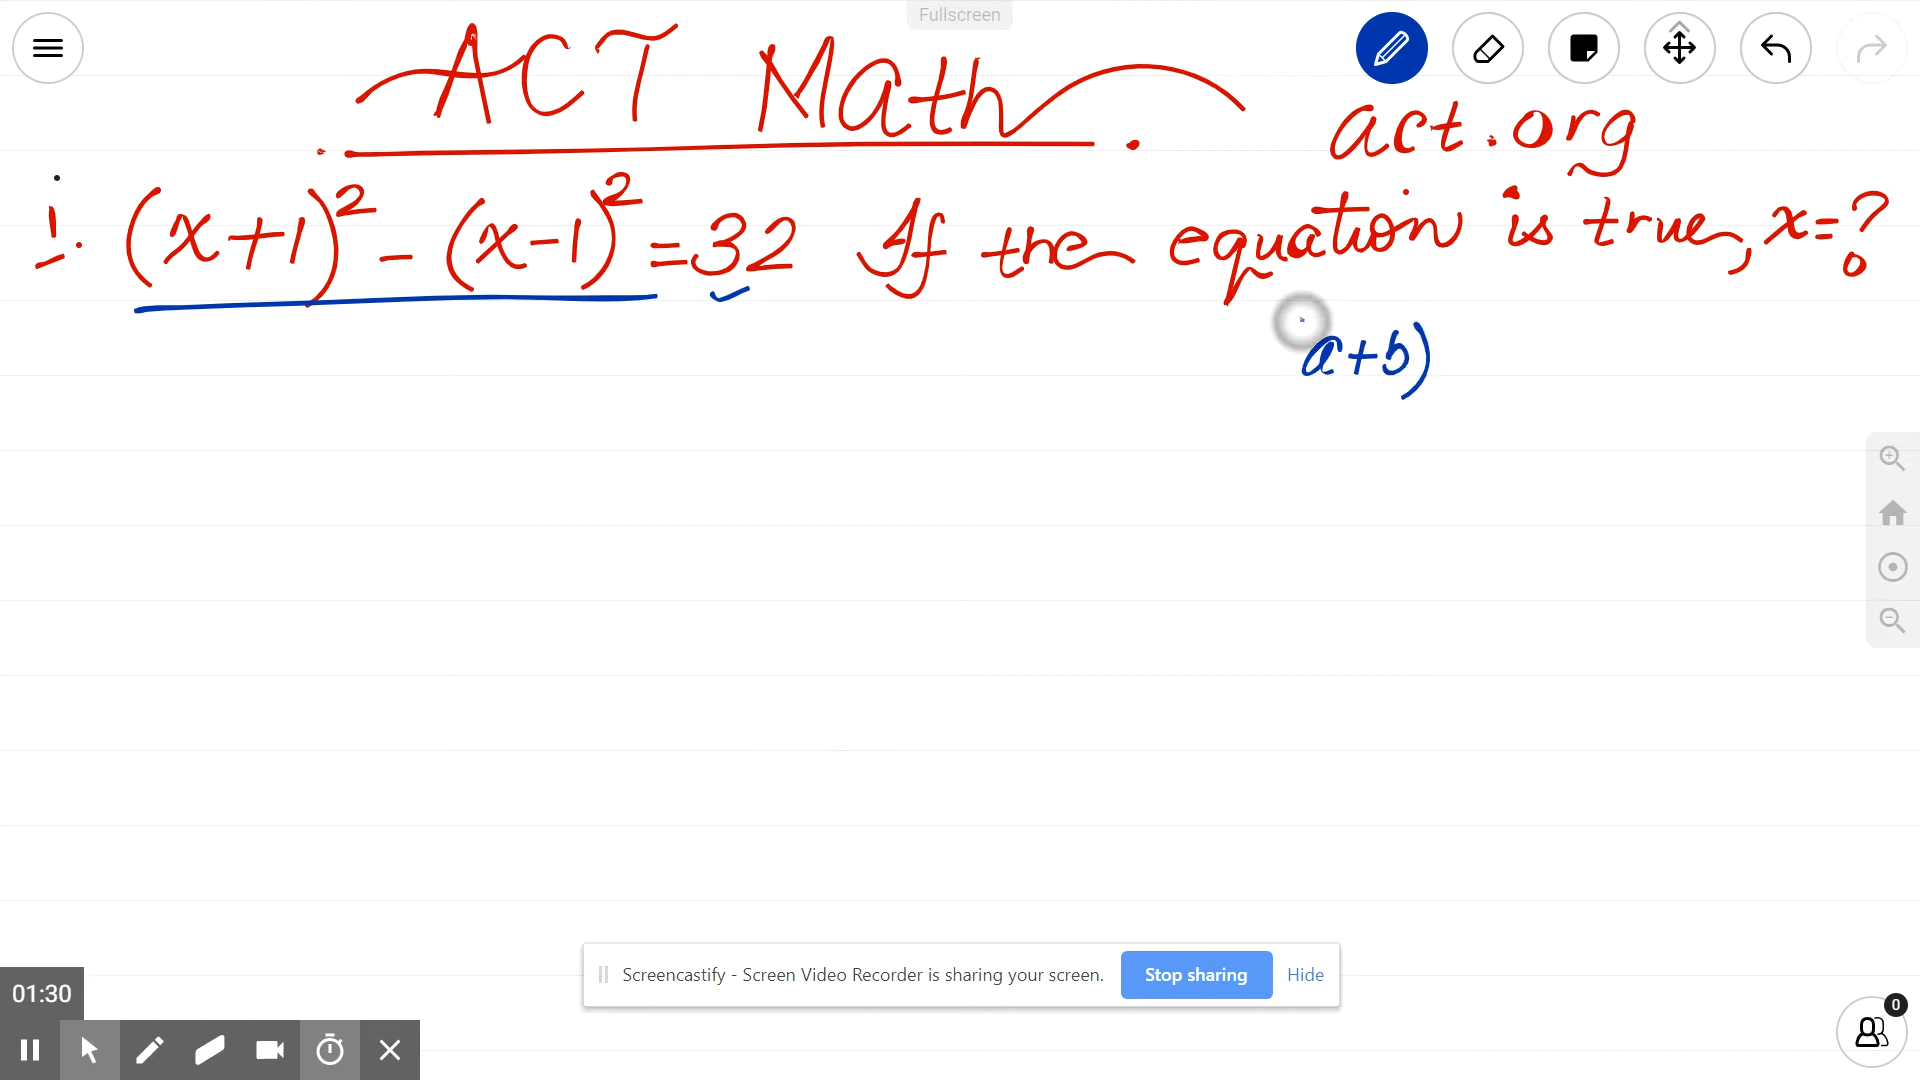 Fullscreen
ACT Math
act.org
1. (x+1)² - (x-1)² = 32 If the equation is true, x=?
a+b)
Screencastify - Screen Video Recorder is sharing your screen. Stop sharing Hide
01:30
0